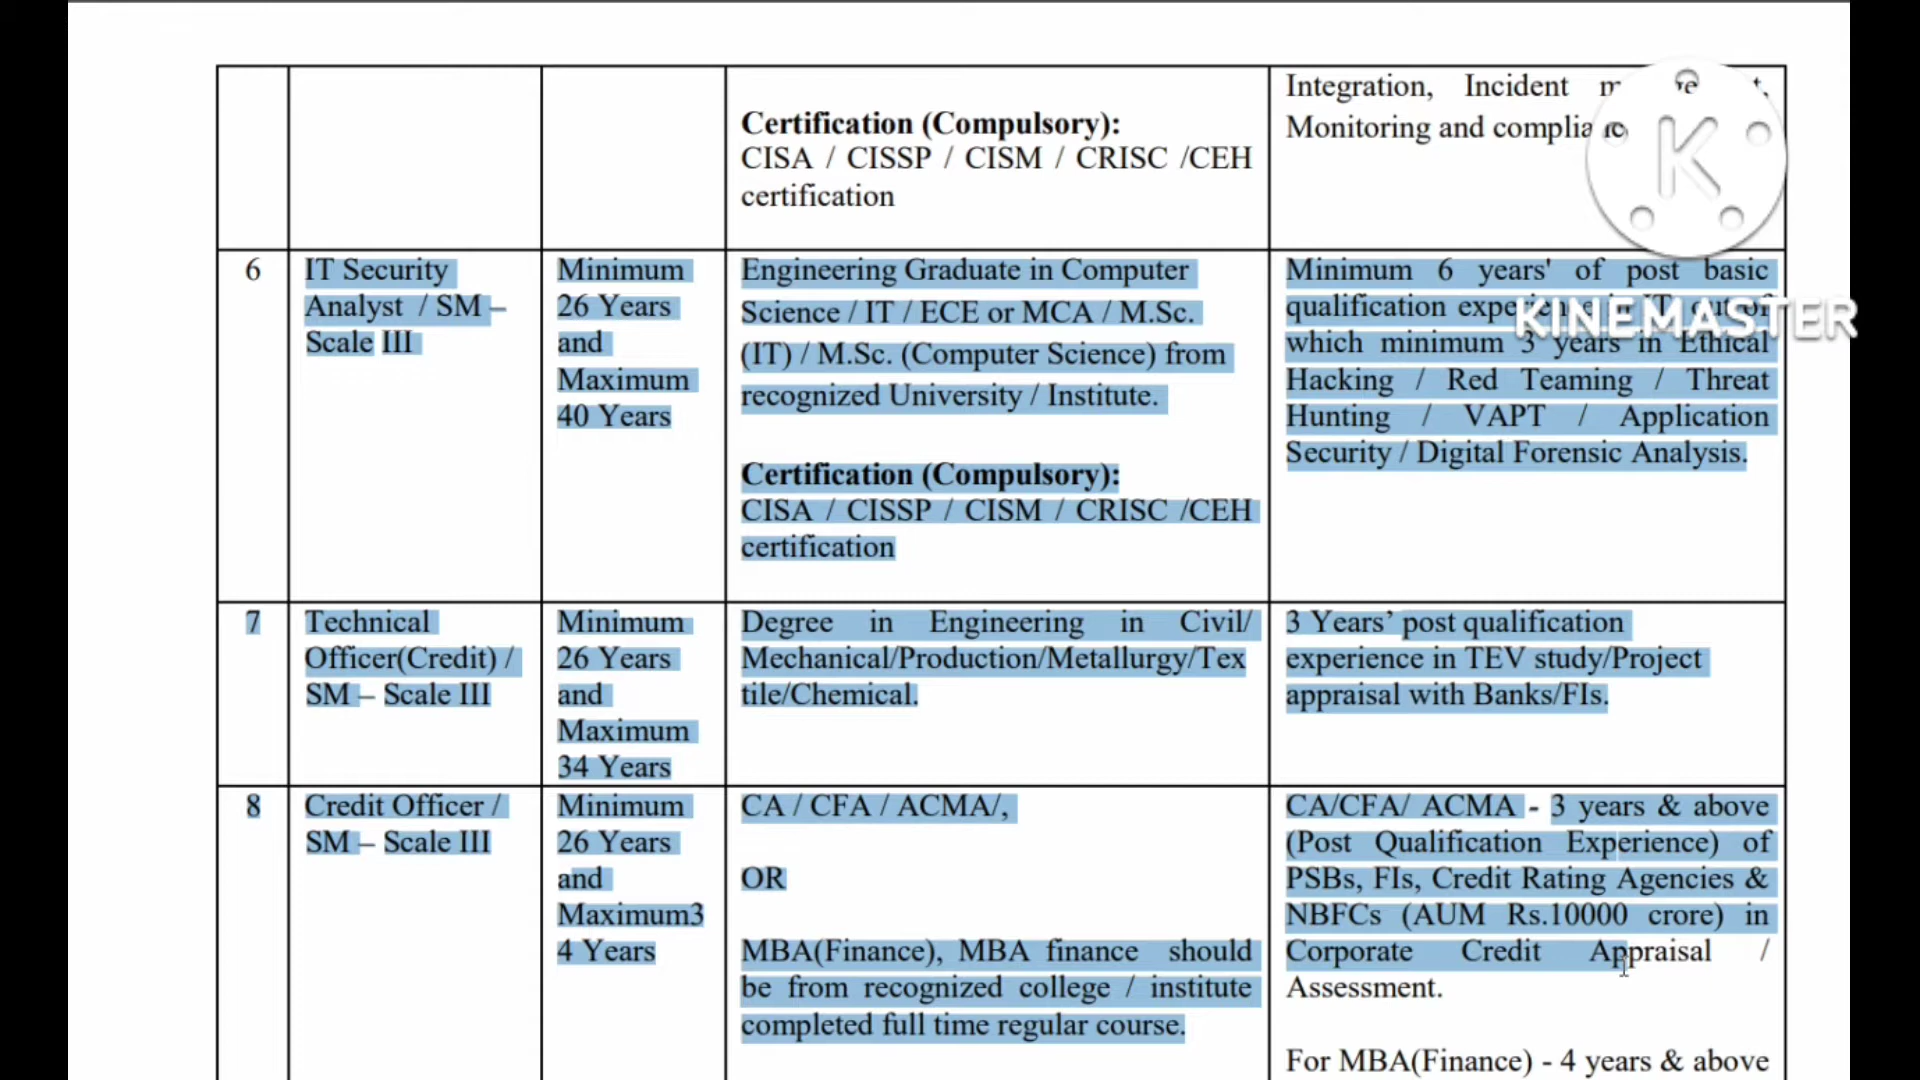 Integration, Incident
Monitoring and
Certification (Compulsory):
CISA / CISSP / CISM / CRISC /CEH
certification
6
IT Security
Analyst / SM –
Scale III
Minimum
26 Years
and
Maximum
40 Years
Engineering Graduate in Computer
Science / IT / ECE or MCA / M.Sc.
(IT) / M.Sc. (Computer Science) from
recognized University / Institute.
Certification (Compulsory):
CISA / CISSP / CISM / CRISC /CEH
certification
Minimum 6 years' of post basic
qualification experience in IT, out of
which minimum 3 years in Ethical
Hacking / Red Teaming / Threat
Hunting / VAPT / Application
Security / Digital Forensic Analysis.
7
Technical
Officer(Credit) /
SM – Scale III
Minimum
26 Years
and
Maximum
34 Years
Degree in Engineering in Civil/
Mechanical/Production/Metallurgy/Tex
tile/Chemical.
3 Years’ post qualification
experience in TEV study/Project
appraisal with Banks/FIs.
8
Credit Officer /
SM – Scale III
Minimum
26 Years
and
Maximum3
4 Years
CA / CFA / ACMA/,
OR
MBA(Finance), MBA finance should
be from recognized college / institute
completed full time regular course.
CA/CFA/ ACMA - 3 years & above
(Post Qualification Experience) of
PSBs, FIs, Credit Rating Agencies &
NBFCs (AUM Rs.10000 crore) in
Corporate Credit Appraisal /
Assessment.
For MBA(Finance) - 4 years & above
K
KINEMASTER